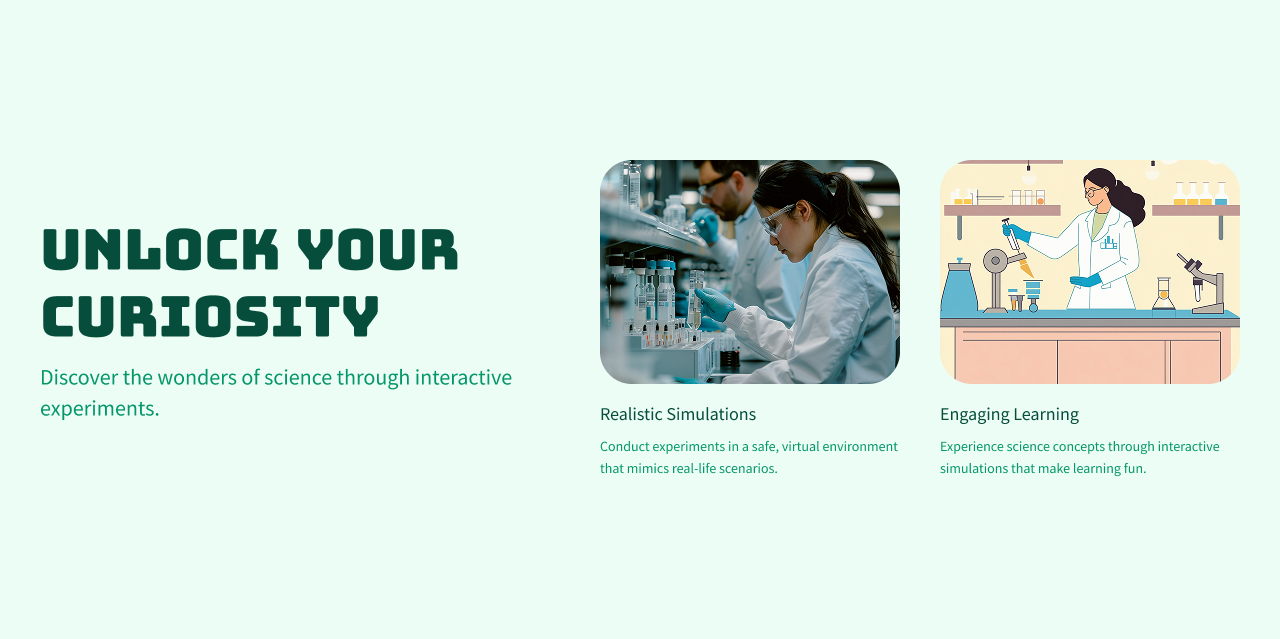 UNLOCK YOUR
CURIOSITY
Discover the wonders of science through interactive
experiments.
Realistic Simulations
Conduct experiments in a safe, virtual environment
that mimics real-life scenarios.
Engaging Learning
Experience science concepts through interactive
simulations that make learning fun.